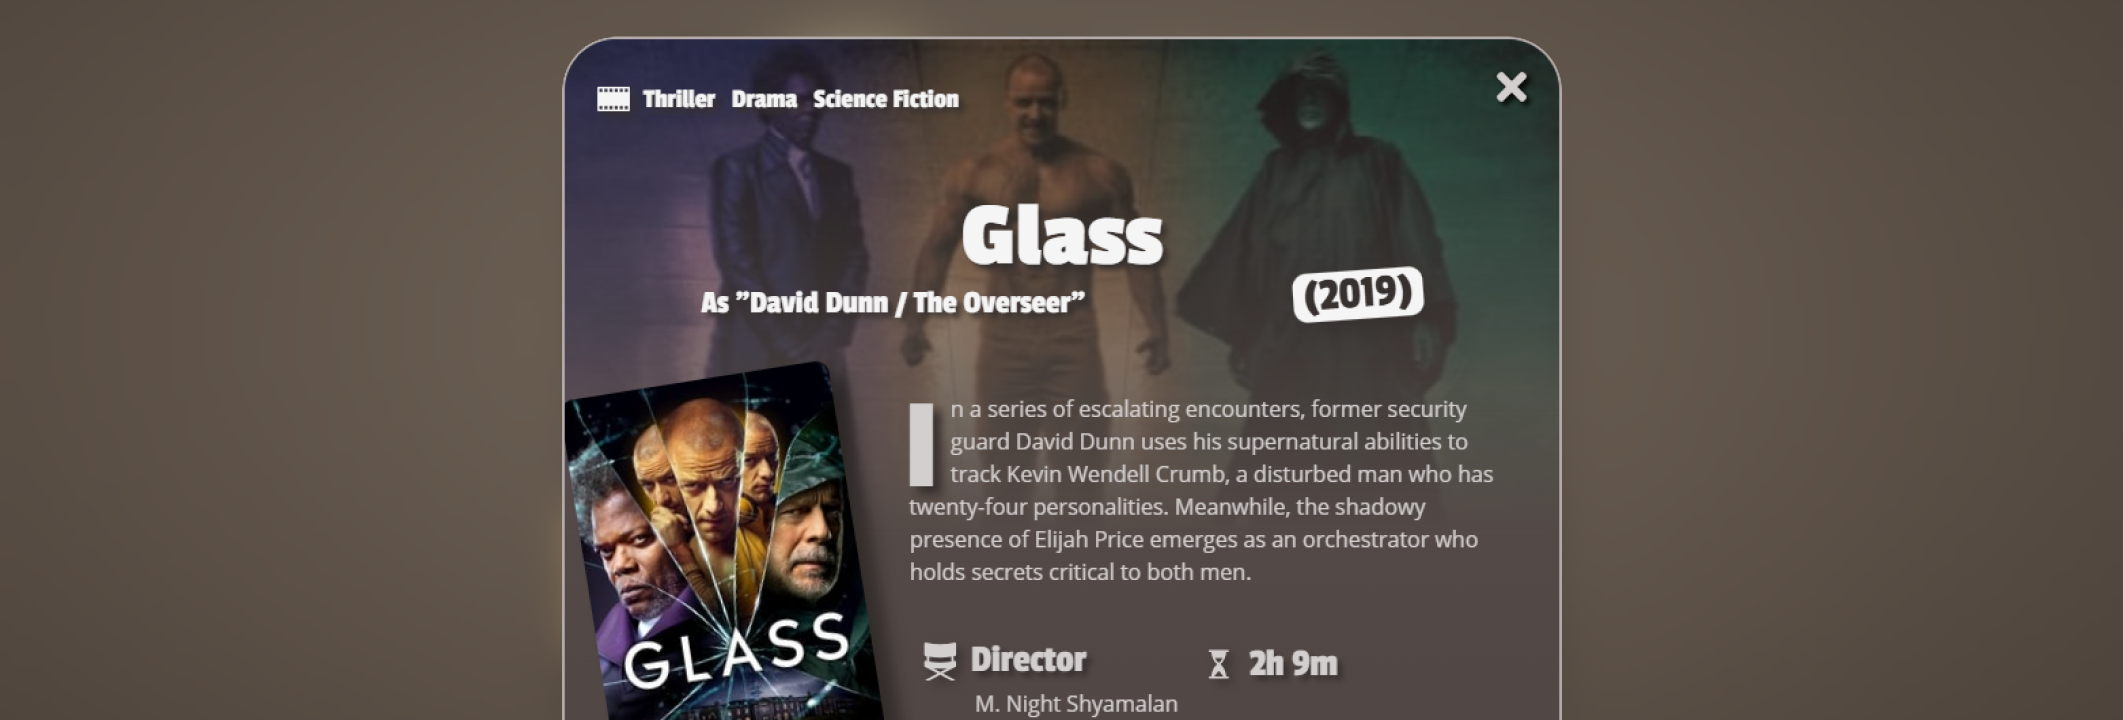 Thriller Drama Science Fiction
Glass
As ”David Dunn / The Overseer”
(2019)
In a series of escalating encounters, former security
guard David Dunn uses his supernatural abilities to
track Kevin Wendell Crumb, a disturbed man who has
twenty-four personalities. Meanwhile, the shadowy
presence of Elijah Price emerges as an orchestrator who
holds secrets critical to both men.
GLASS
Director
2h 9m
M. Night Shyamalan